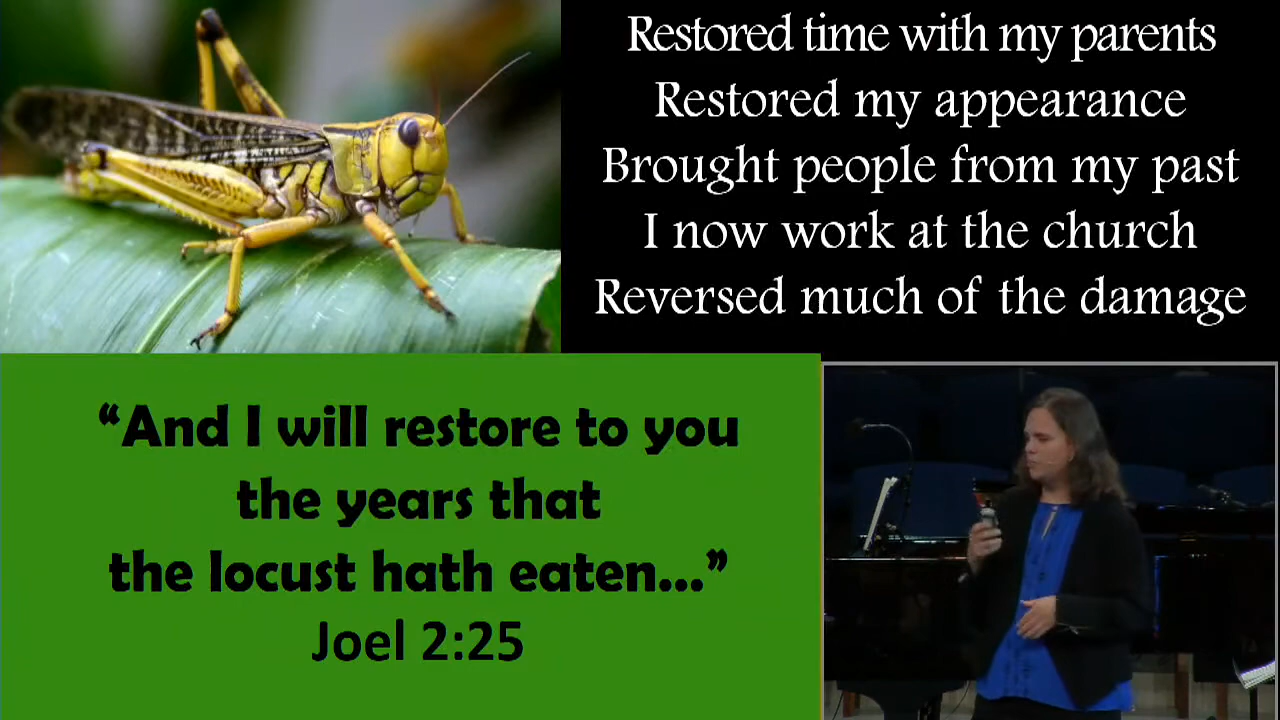 Restored time with my parents
Restored my appearance
Brought people from my past
I now work at the church
Reversed much of the damage
“And I will restore to you
the years that
the locust hath eaten...”
Joel 2:25